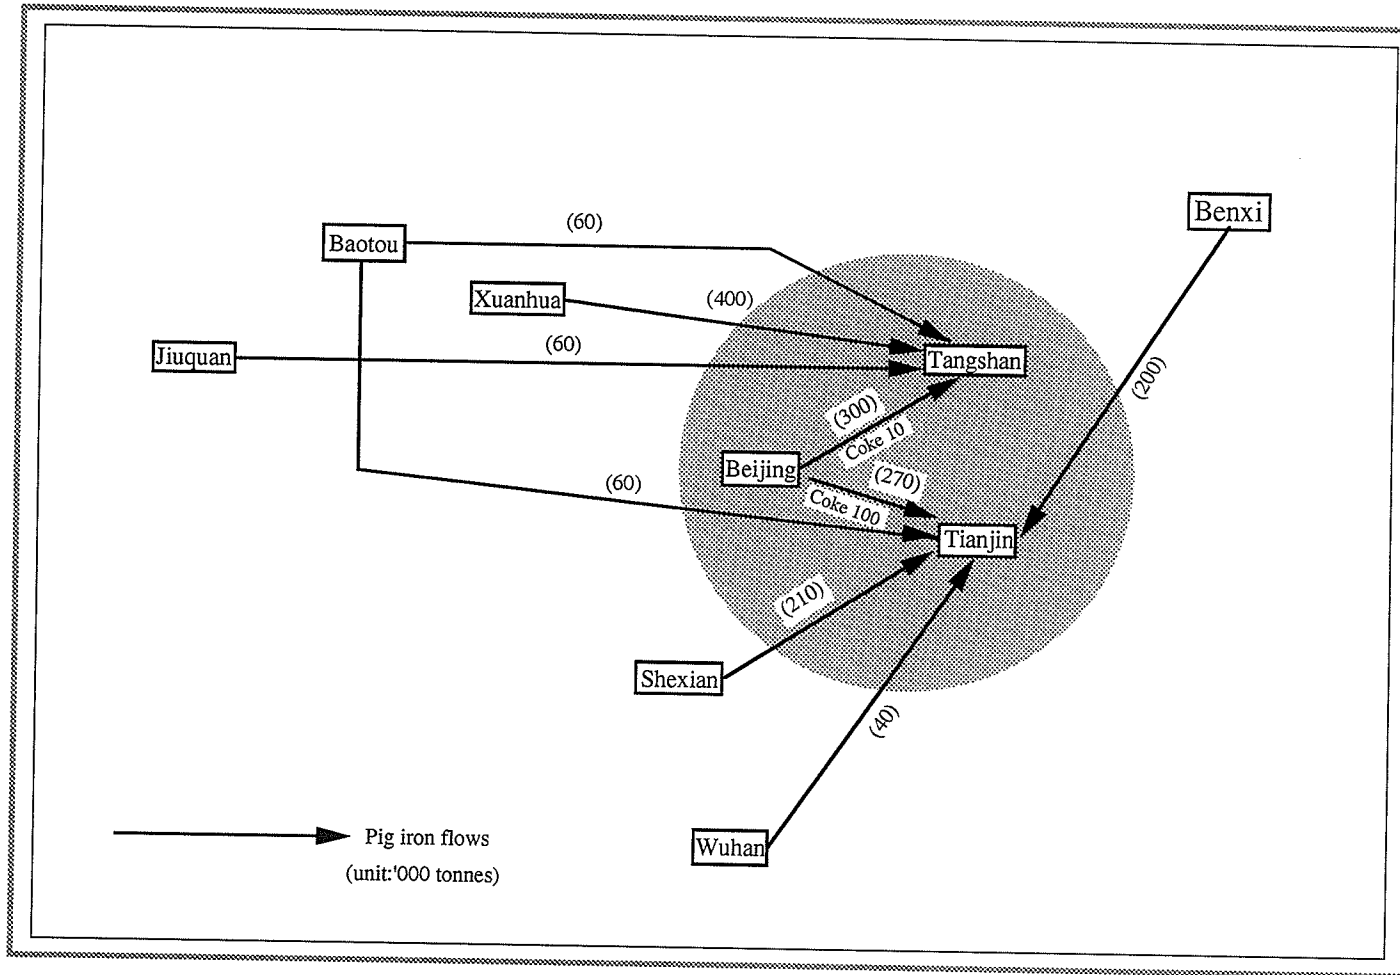 Benxi
(60)
Baotou
Xuanhua
(400)
Jiuquan
(60)
Tangshan
(200)
(300)
Coke 10
Beijing
(270)
(60)
Coke 100
Tianjin
(210)
Shexian
(40)
Wuhan
Pig iron flows
(unit:'000 tonnes)